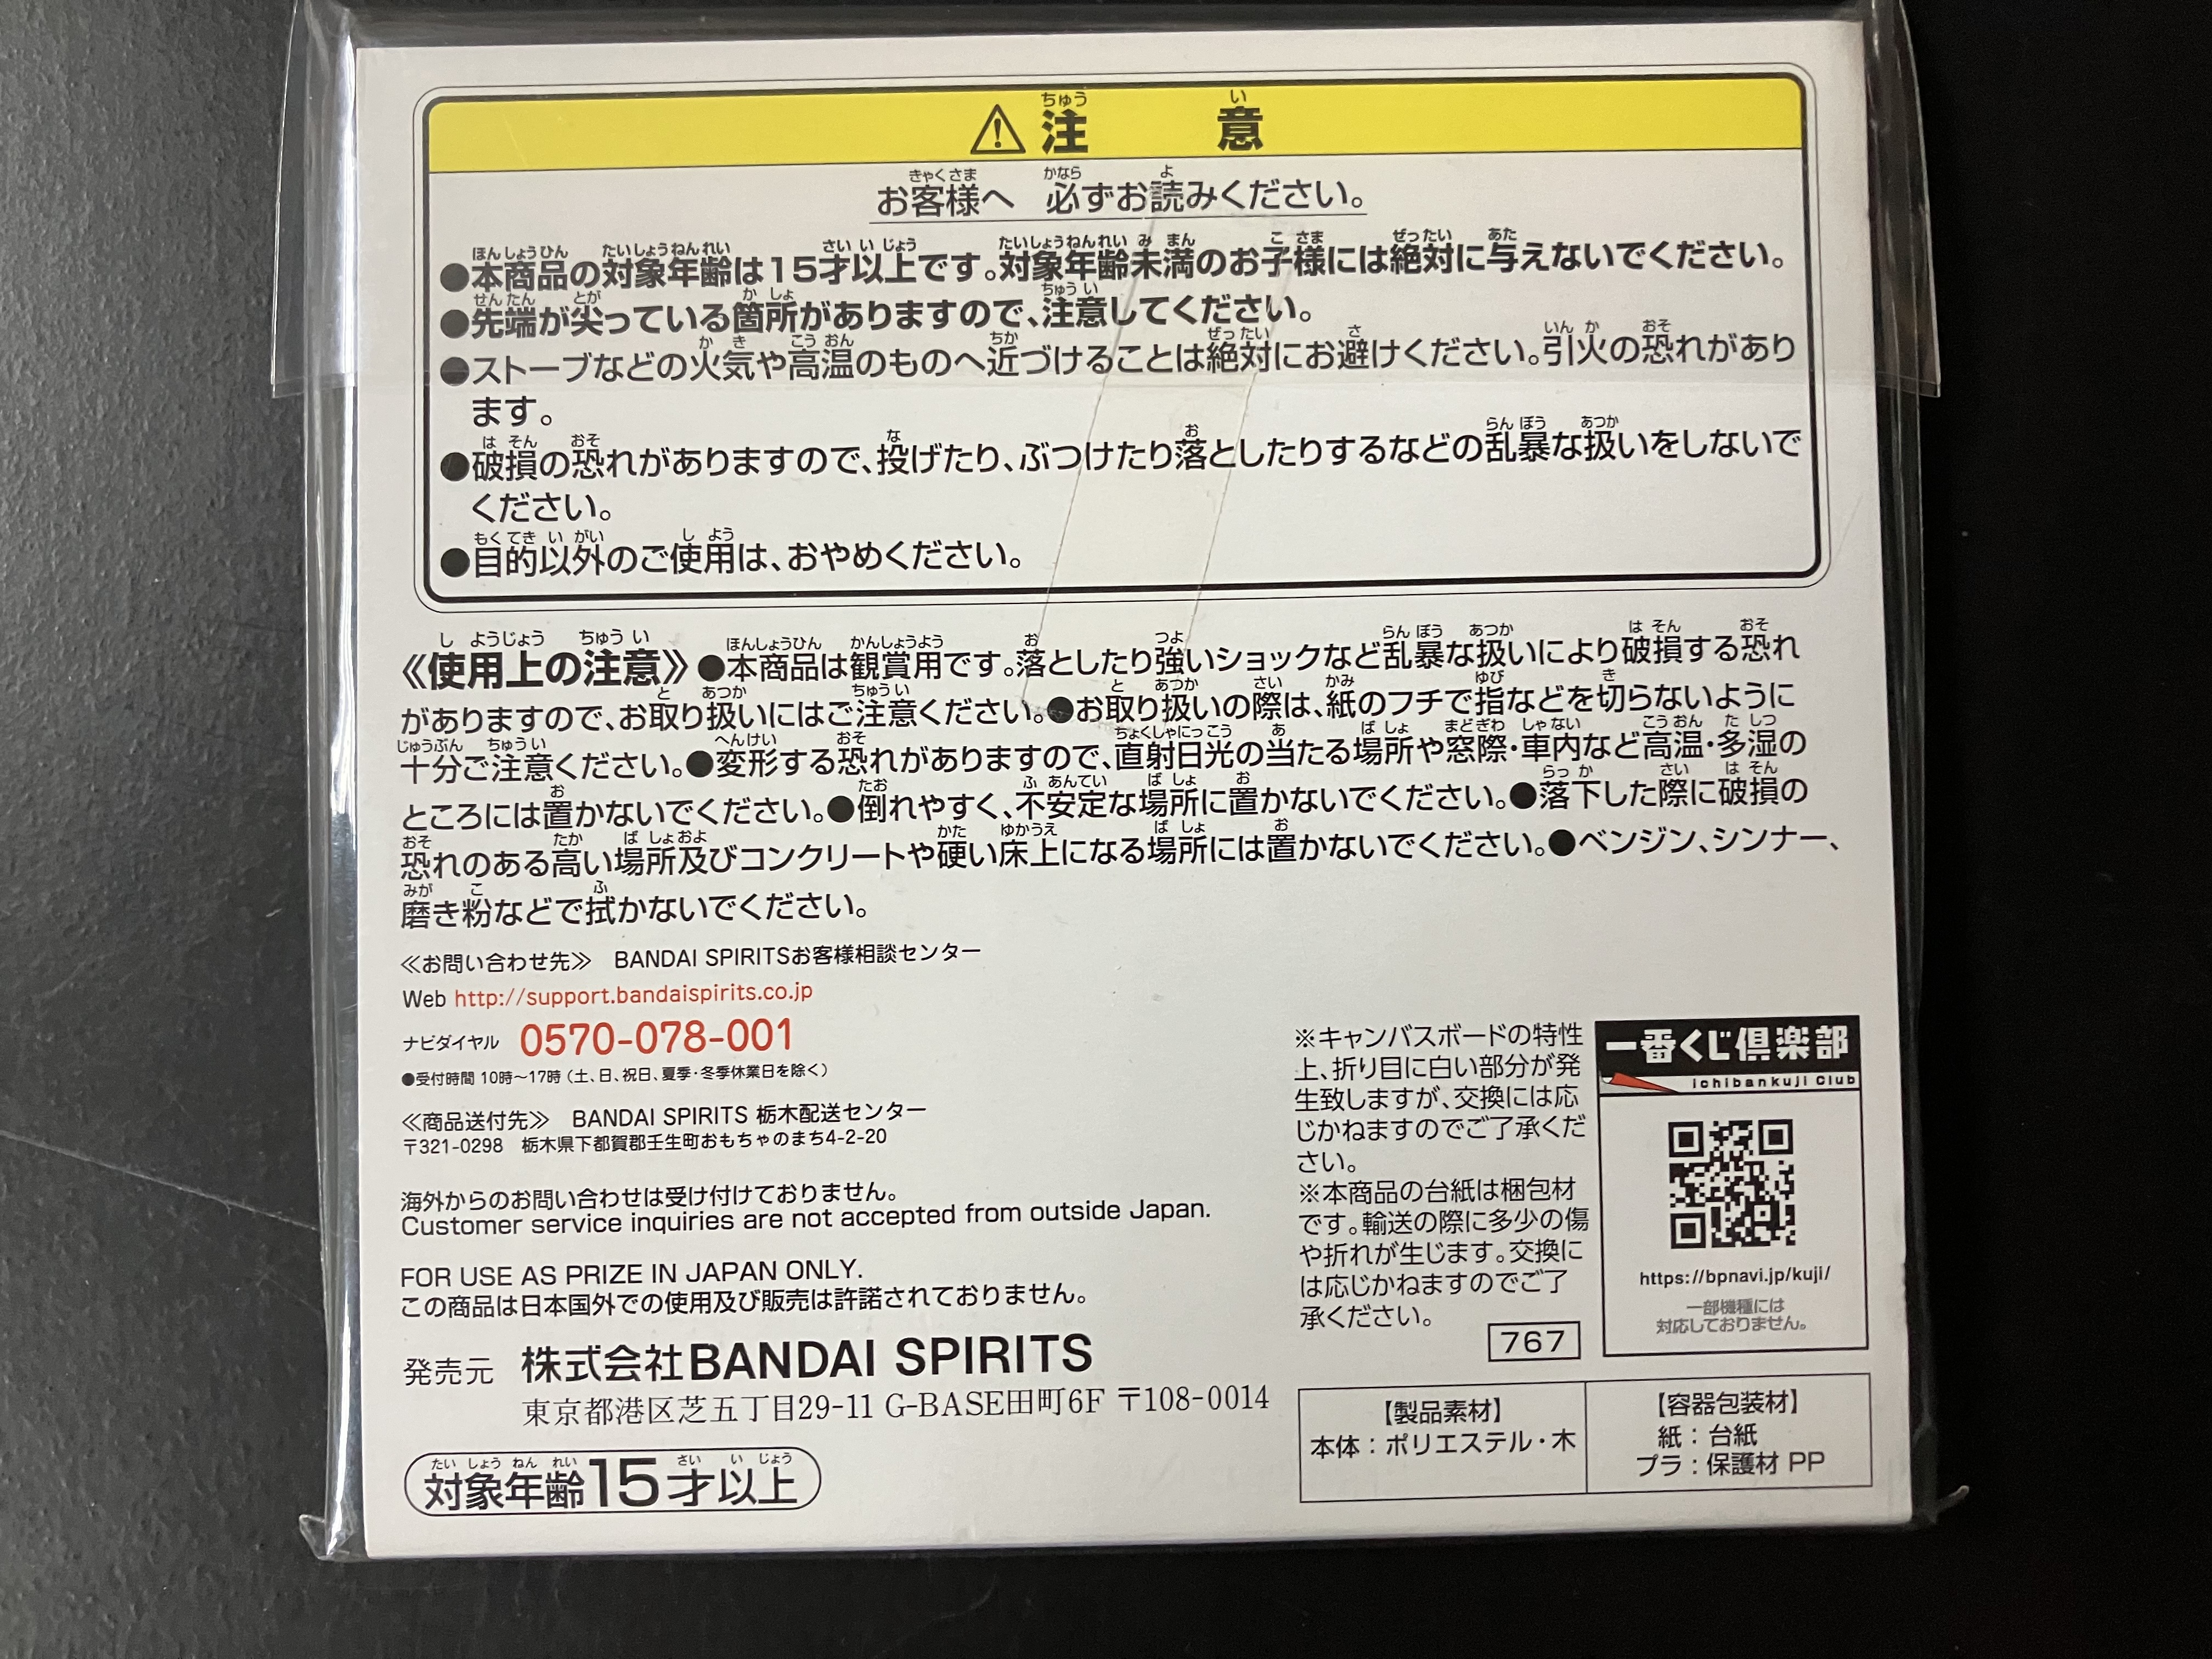 ⚠注意
お客様へ 必ずお読みください。
●本商品の対象年齢は15才以上です。対象年齢未満のお子様には絶対に与えないでください。
●先端が尖っている箇所がありますので、注意してください。
●ストーブなどの火気や高温のものへ近づけることは絶対にお避けください。引火の恐れがあり
ます。
●破損の恐れがありますので、投げたり、ぶつけたり落としたりするなどの乱暴な扱いをしないで
ください。
●目的以外のご使用は、おやめください。
《使用上の注意》●本商品は観賞用です。落としたり強いショックなど乱暴な扱いにより破損する恐れ
がありますので、お取り扱いにはご注意ください。●お取り扱いの際は、紙のフチで指などを切らないように
十分ご注意ください。●変形する恐れがありますので、直射日光の当たる場所や窓際・車内など高温・多湿の
ところには置かないでください。●倒れやすく、不安定な場所に置かないでください。●落下した際に破損の
恐れのある高い場所及びコンクリートや硬い床上になる場所には置かないでください。●ベンジン、シンナー、
磨き粉などで拭かないでください。
≪お問い合わせ先≫ BANDAI SPIRITSお客様相談センター
Web http://support.bandaispirits.co.jp
ナビダイヤル 0570-078-001
●受付時間 10時～17時（土、日、祝日、夏季・冬季休業日を除く）
≪商品送付先≫ BANDAI SPIRITS 栃木配送センター
〒321-0298 栃木県下都賀郡壬生町おもちゃのまち4-2-20
海外からのお問い合わせは受け付けておりません。
Customer service inquiries are not accepted from outside Japan.
FOR USE AS PRIZE IN JAPAN ONLY.
この商品は日本国外での使用及び販売は許諾されておりません。
発売元 株式会社BANDAI SPIRITS
東京都港区芝五丁目29-11 G-BASE田町6F 〒108-0014
対象年齢15才以上
※キャンバスボードの特性
上、折り目に白い部分が発
生致しますが、交換には応
じかねますのでご了承くだ
さい。
※本商品の台紙は梱包材
です。輸送の際に多少の傷
や折れが生じます。交換に
は応じかねますのでご了
承ください。
767
一番くじ倶楽部
ichibankuji Club
https://bpnavi.jp/kuji/
一部機種には
対応しておりません。
【製品素材】
本体：ポリエステル・木
【容器包装材】
紙：台紙
プラ：保護材 PP